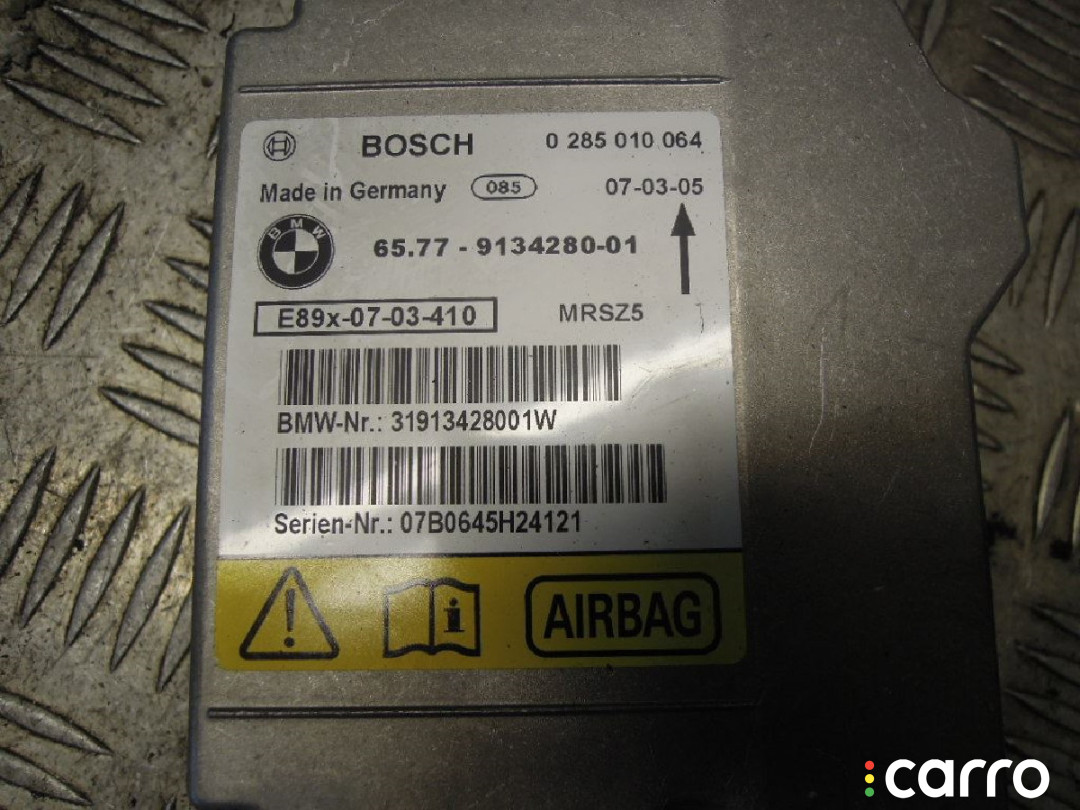 BOSCH 0 285 010 064
Made in Germany 085 07-03-05
BMW
65.77 - 9134280-01
E89x-07-03-410 MRSZ5
BMW-Nr.: 31913428001W
Serien-Nr.: 07B0645H24121
! i AIRBAG
carro